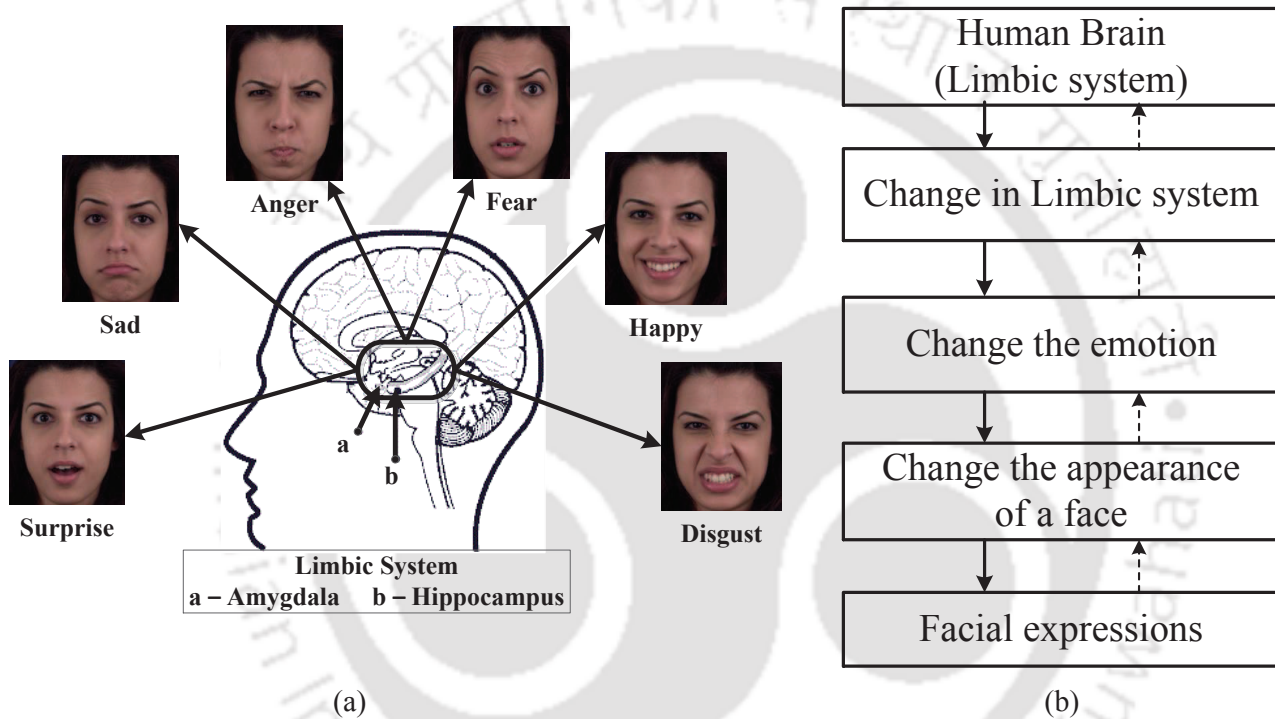 Anger
Fear
Sad
Happy
Surprise
Disgust
a
b
Limbic System
a – Amygdala b – Hippocampus
(a)
Human Brain
(Limbic system)
Change in Limbic system
Change the emotion
Change the appearance
of a face
Facial expressions
(b)